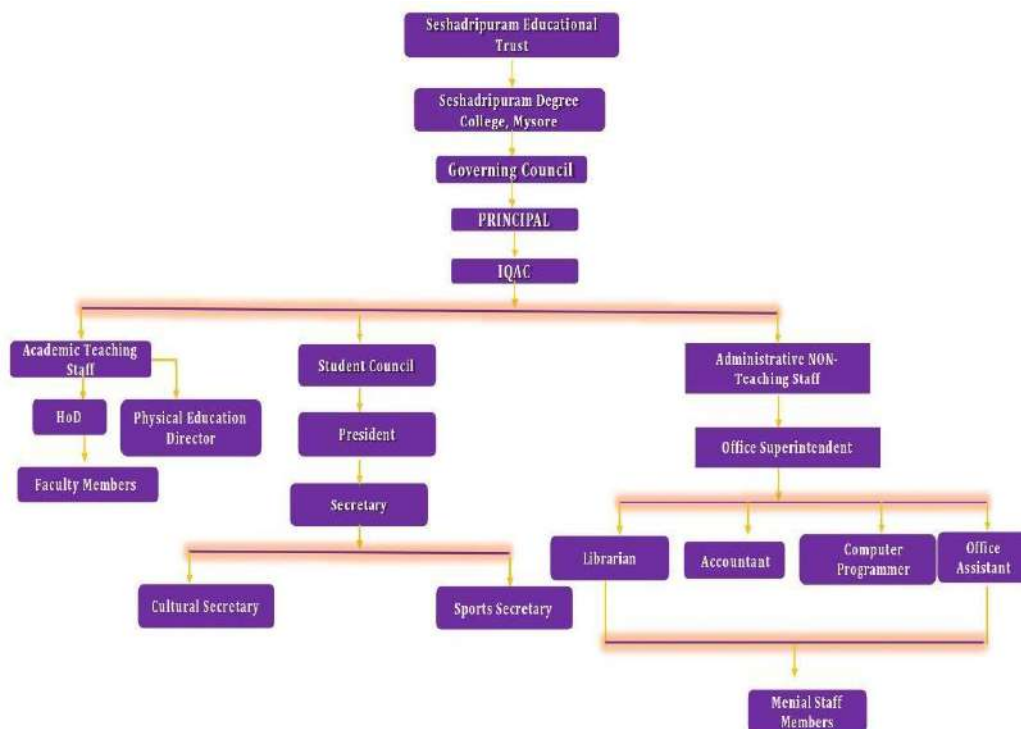 Seshadripuram Educational
Trust
Seshadripuram Degree
College, Mysore
Governing Council
PRINCIPAL
IQAC
Academic Teaching
Staff
Student Council
Administrative NON-
Teaching Staff
HoD
Physical Education
Director
President
Office Superintendent
Faculty Members
Secretary
Librarian
Accountant
Computer
Programmer
Office
Assistant
Cultural Secretary
Sports Secretary
Menial Staff
Members